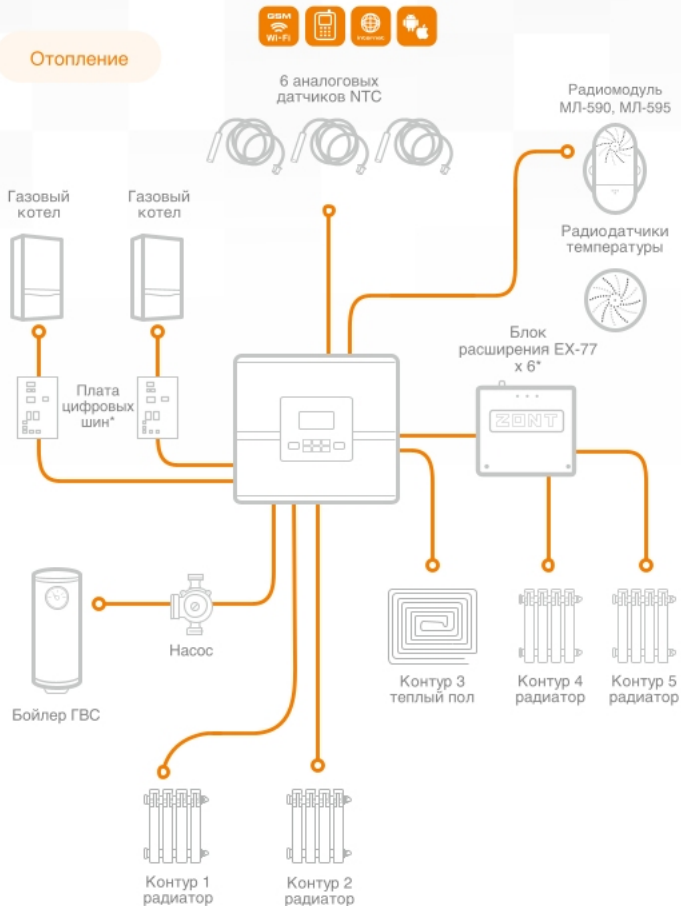 GSM
Wi-Fi
Internet
Отопление
6 аналоговых
датчиков NTC
Радиомодуль
МЛ-590, МЛ-595
Газовый
котел
Газовый
котел
Радиодатчики
температуры
Блок
расширения EX-77
x 6*
Плата
цифровых
шин*
ZONT
Насос
Бойлер ГВС
Контур 3
теплый пол
Контур 4
радиатор
Контур 5
радиатор
Контур 1
радиатор
Контур 2
радиатор